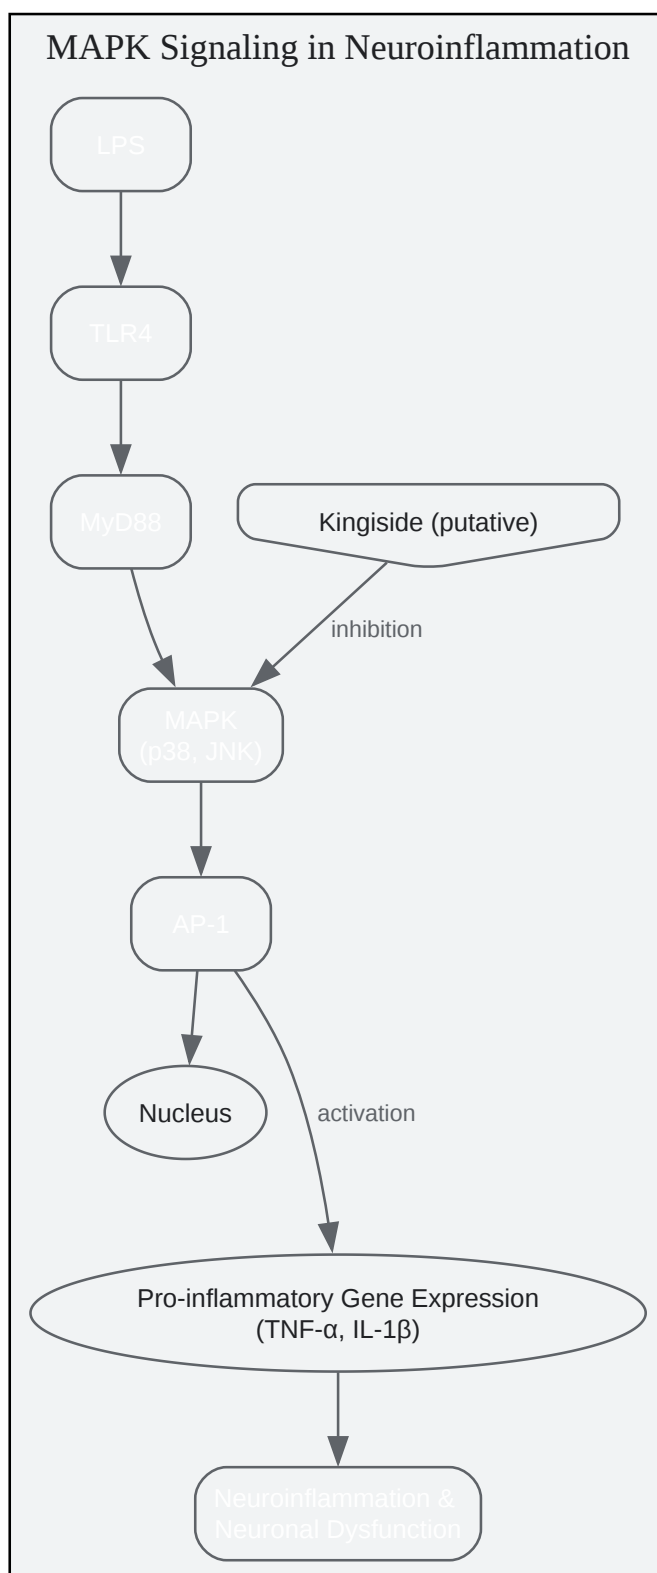 MAPK Signaling in Neuroinflammation
LPS
TLR4
MyD88
Kingiside (putative)
inhibition
MAPK
(p38, JNK)
AP-1
Nucleus
activation
Pro-inflammatory Gene Expression
(TNF-α, IL-1β)
Neuroinflammation &
Neuronal Dysfunction